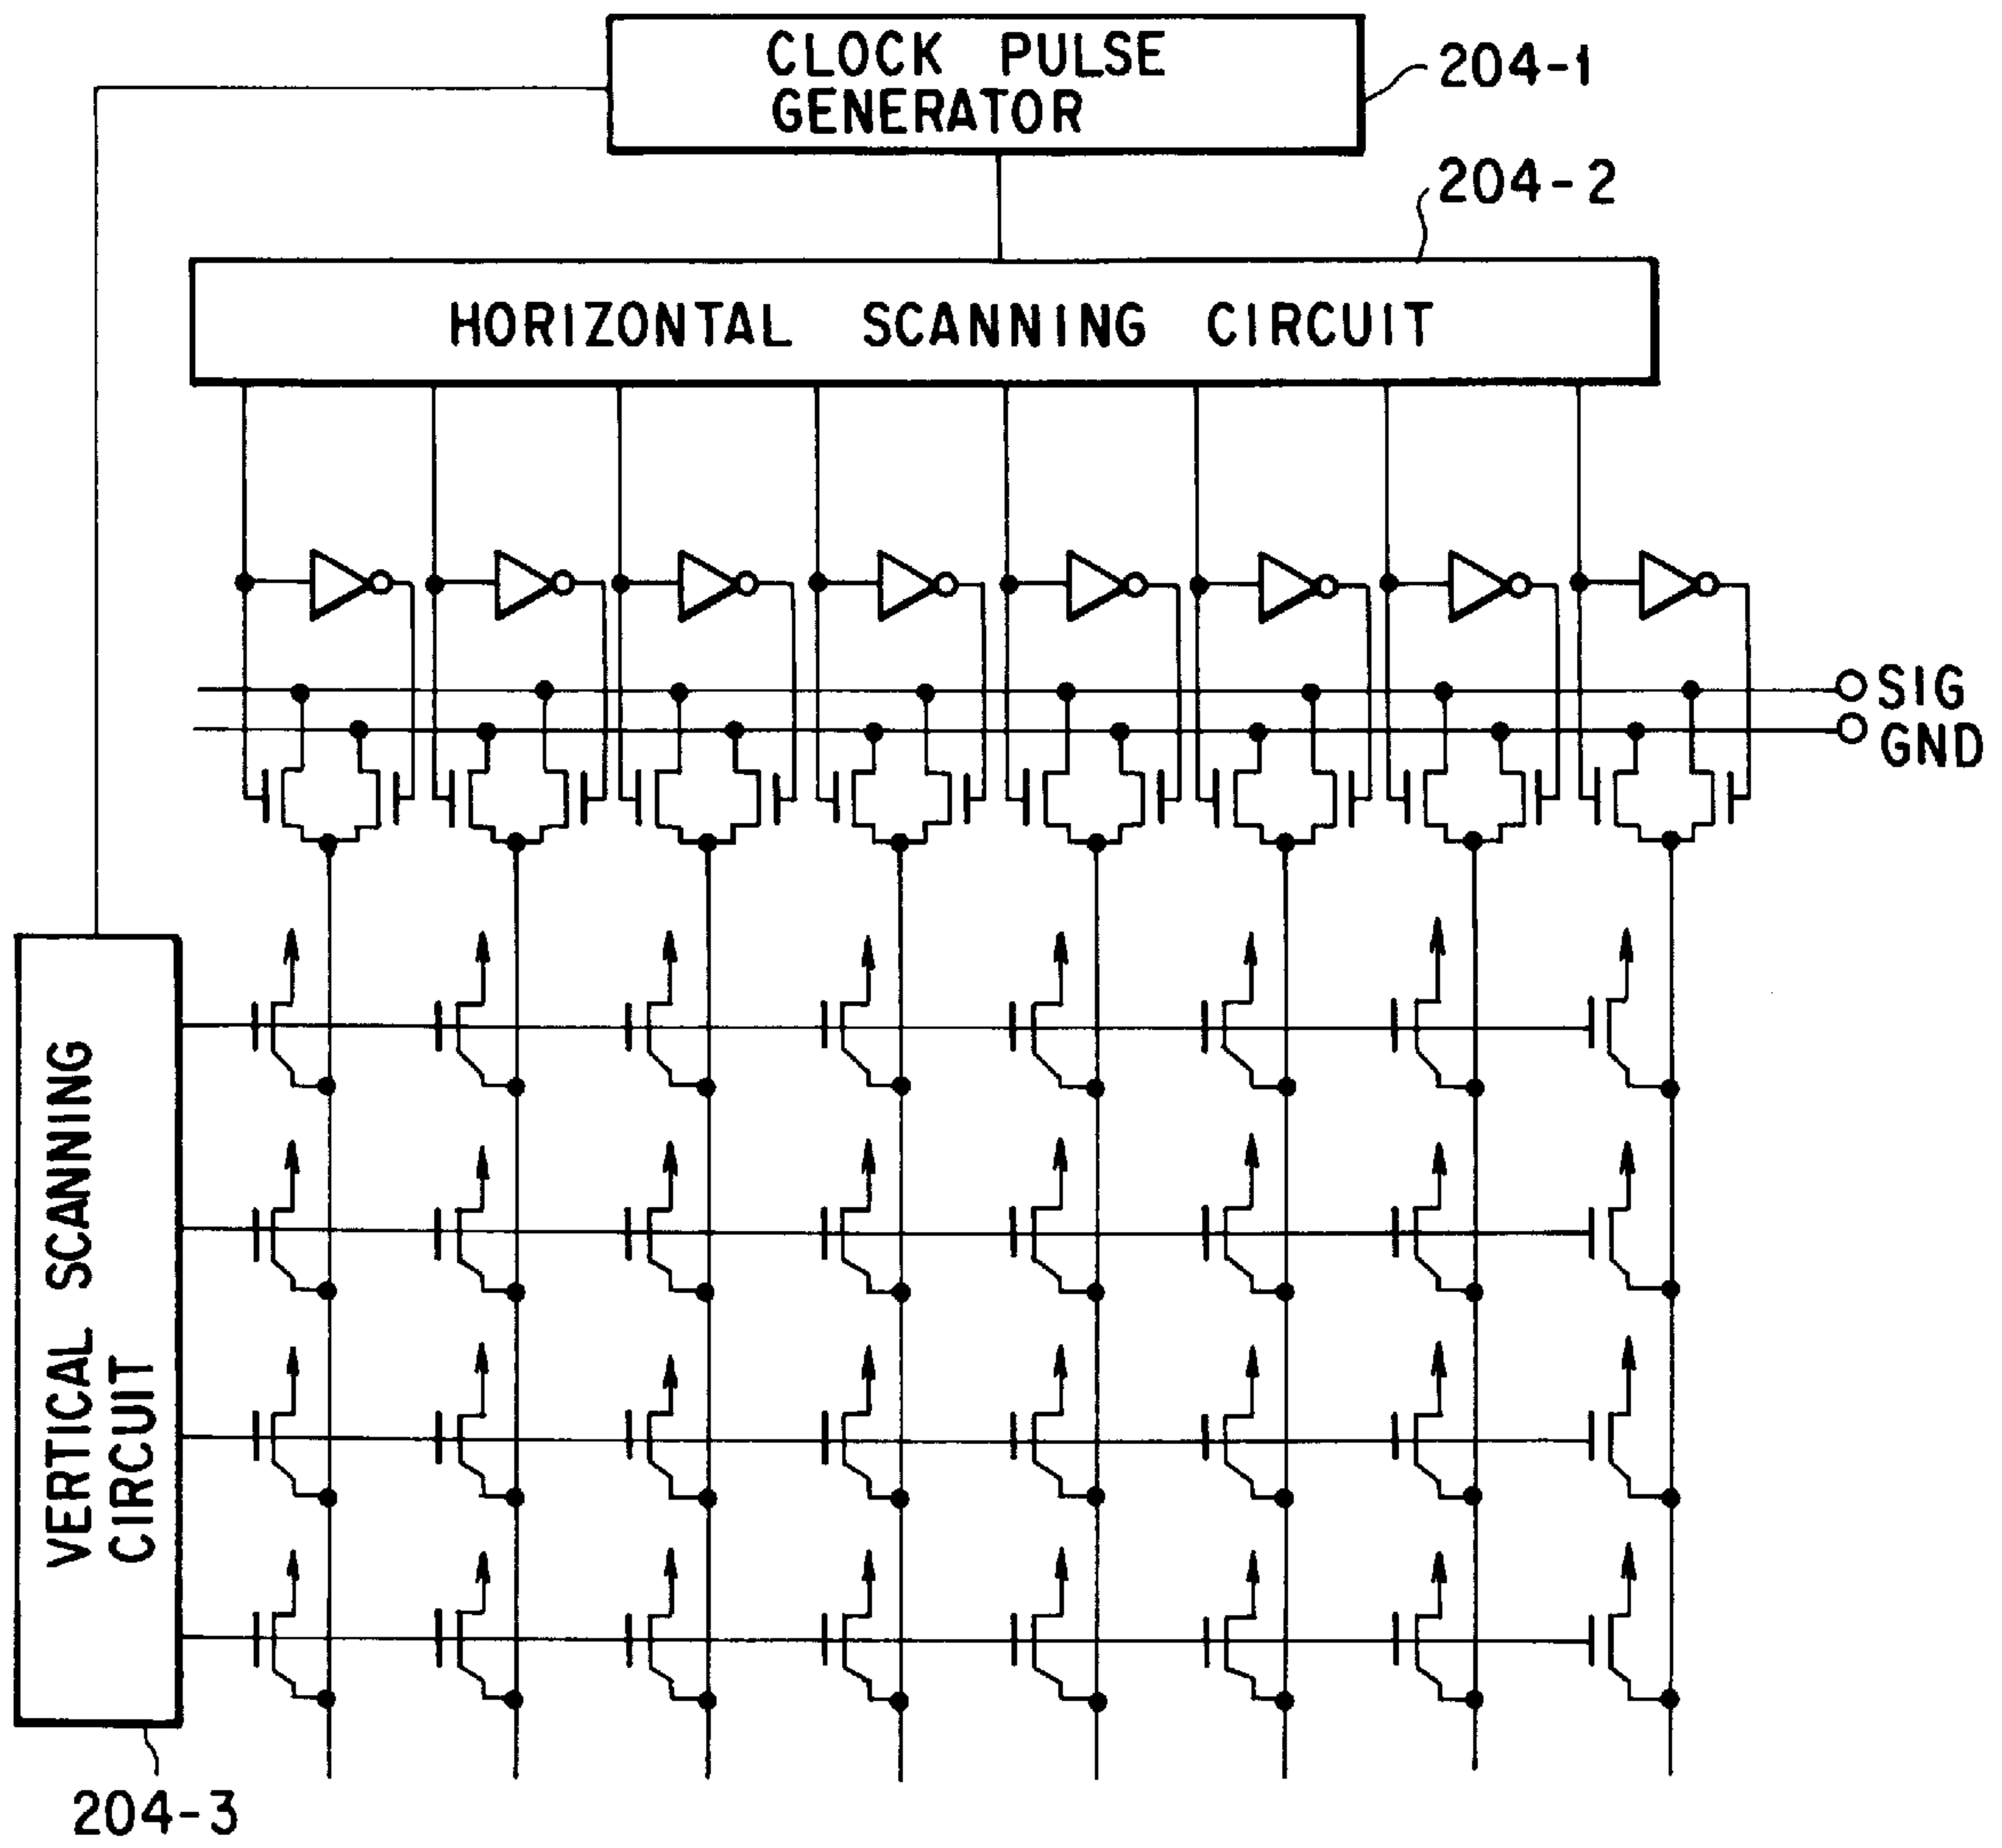 CLOCK PULSE
GENERATOR
204-1
204-2
HORIZONTAL SCANNING CIRCUIT
SIG
GND
VERTICAL SCANNING
CIRCUIT
204-3